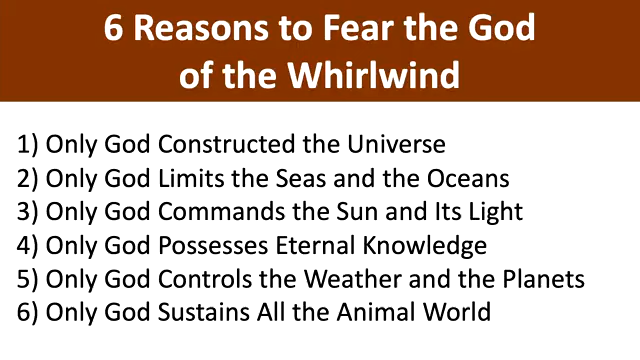 6 Reasons to Fear the God
of the Whirlwind
1) Only God Constructed the Universe
2) Only God Limits the Seas and the Oceans
3) Only God Commands the Sun and Its Light
4) Only God Possesses Eternal Knowledge
5) Only God Controls the Weather and the Planets
6) Only God Sustains All the Animal World